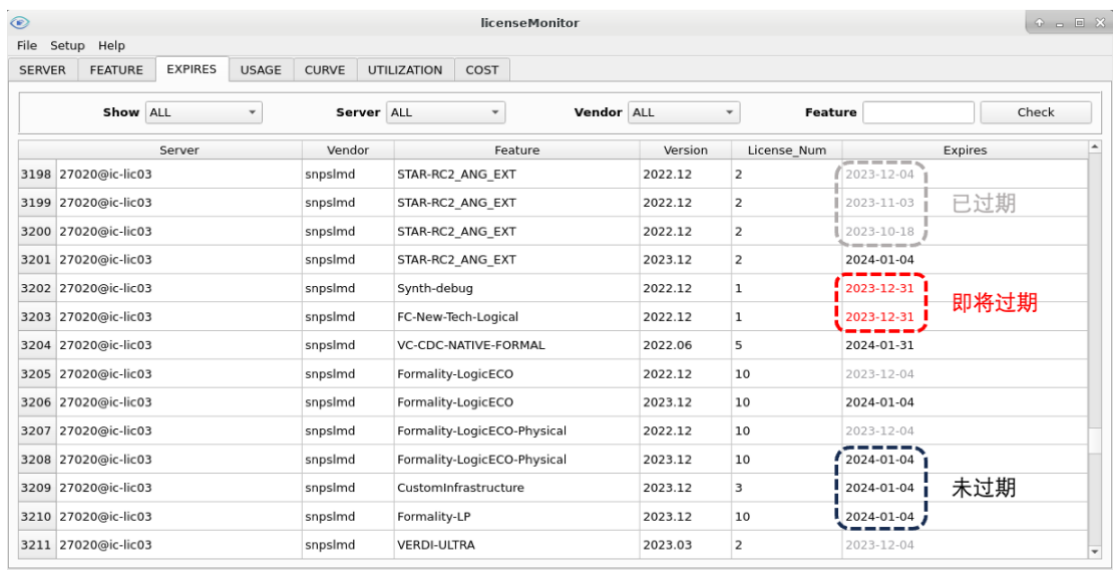 licenseMonitor
File Setup Help
SERVER FEATURE EXPIRES USAGE CURVE UTILIZATION COST
Show ALL Server ALL Vendor ALL Feature Check
Server Vendor Feature Version License_Num Expires
3198 27020@ic-lic03 snpslmd STAR-RC2_ANG_EXT 2022.12 2 2023-12-04
3199 27020@ic-lic03 snpslmd STAR-RC2_ANG_EXT 2022.12 2 2023-11-03 已过期
3200 27020@ic-lic03 snpslmd STAR-RC2_ANG_EXT 2022.12 2 2023-10-18
3201 27020@ic-lic03 snpslmd STAR-RC2_ANG_EXT 2023.12 2 2024-01-04
3202 27020@ic-lic03 snpslmd Synth-debug 2022.12 1 2023-12-31 即将过期
3203 27020@ic-lic03 snpslmd FC-New-Tech-Logical 2022.12 1 2023-12-31
3204 27020@ic-lic03 snpslmd VC-CDC-NATIVE-FORMAL 2022.06 5 2024-01-31
3205 27020@ic-lic03 snpslmd Formality-LogicECO 2022.12 10 2023-12-04
3206 27020@ic-lic03 snpslmd Formality-LogicECO 2023.12 10 2024-01-04
3207 27020@ic-lic03 snpslmd Formality-LogicECO-Physical 2022.12 10 2023-12-04
3208 27020@ic-lic03 snpslmd Formality-LogicECO-Physical 2023.12 10 2024-01-04
3209 27020@ic-lic03 snpslmd CustomInfrastructure 2023.12 3 2024-01-04 未过期
3210 27020@ic-lic03 snpslmd Formality-LP 2023.12 10 2024-01-04
3211 27020@ic-lic03 snpslmd VERDI-ULTRA 2023.03 2 2023-12-04